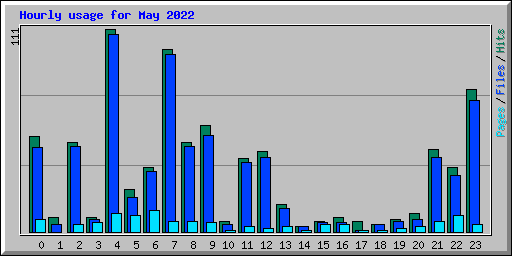 Hourly usage for May 2022
111
Pages / Files / Hits
0 1 2 3 4 5 6 7 8 9 10 11 12 13 14 15 16 17 18 19 20 21 22 23